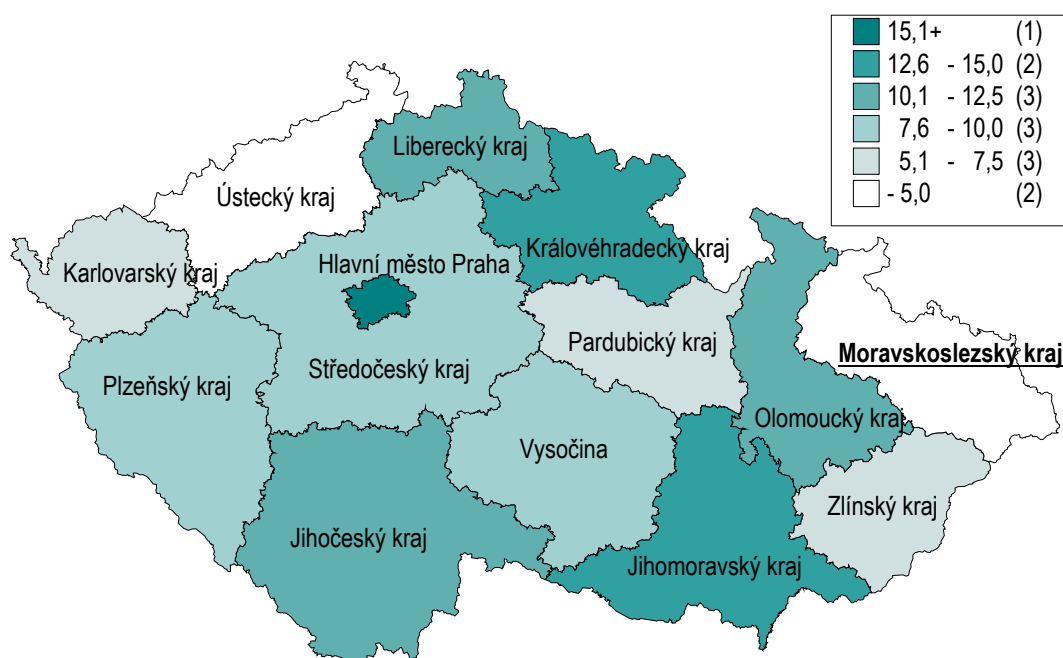 15,1+ (1)
12,6 - 15,0 (2)
10,1 - 12,5 (3)
7,6 - 10,0 (3)
5,1 - 7,5 (3)
- 5,0 (2)
Liberecký kraj
Ústecký kraj
Královéhradecký kraj
Karlovarský kraj
Hlavní město Praha
Pardubický kraj
Moravskoslezský kraj
Plzeňský kraj
Středočeský kraj
Olomoucký kraj
Vysočina
Zlínský kraj
Jihočeský kraj
Jihomoravský kraj